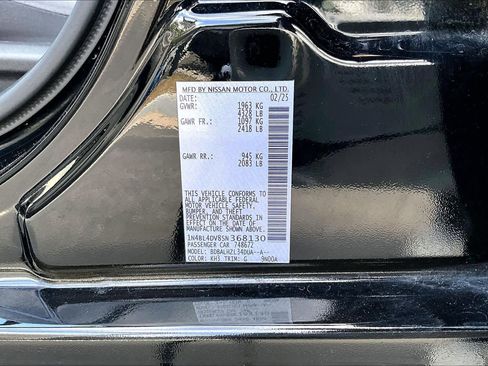 MFD BY NISSAN MOTOR CO., LTD.
DATE: 02/25
GVWR: 1963 KG
4328 LB
GAWR FR.: 1097 KG
2418 LB
GAWR RR.: 945 KG
2083 LB
THIS VEHICLE CONFORMS TO
ALL APPLICABLE FEDERAL
MOTOR VEHICLE SAFETY,
BUMPER, AND THEFT
PREVENTION STANDARDS IN
EFFECT ON THE DATE OF
MANUFACTURE SHOWN ABOVE.
1N4BL4DV8SN368130
PASSENGER CAR 748672
MODEL: BDBALHZL34DUA--A--
COLOR: KH3 TRIM: G 9N00A